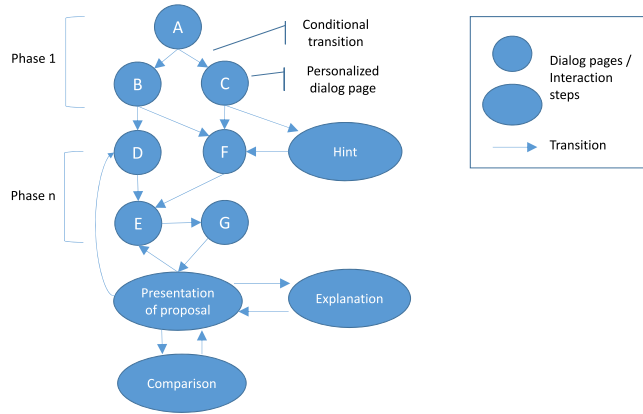 A
Conditional
transition
Phase 1
B
C
Personalized
dialog page
D
F
Hint
Phase n
E
G
Presentation
of proposal
Explanation
Comparison
Dialog pages /
Interaction
steps
Transition